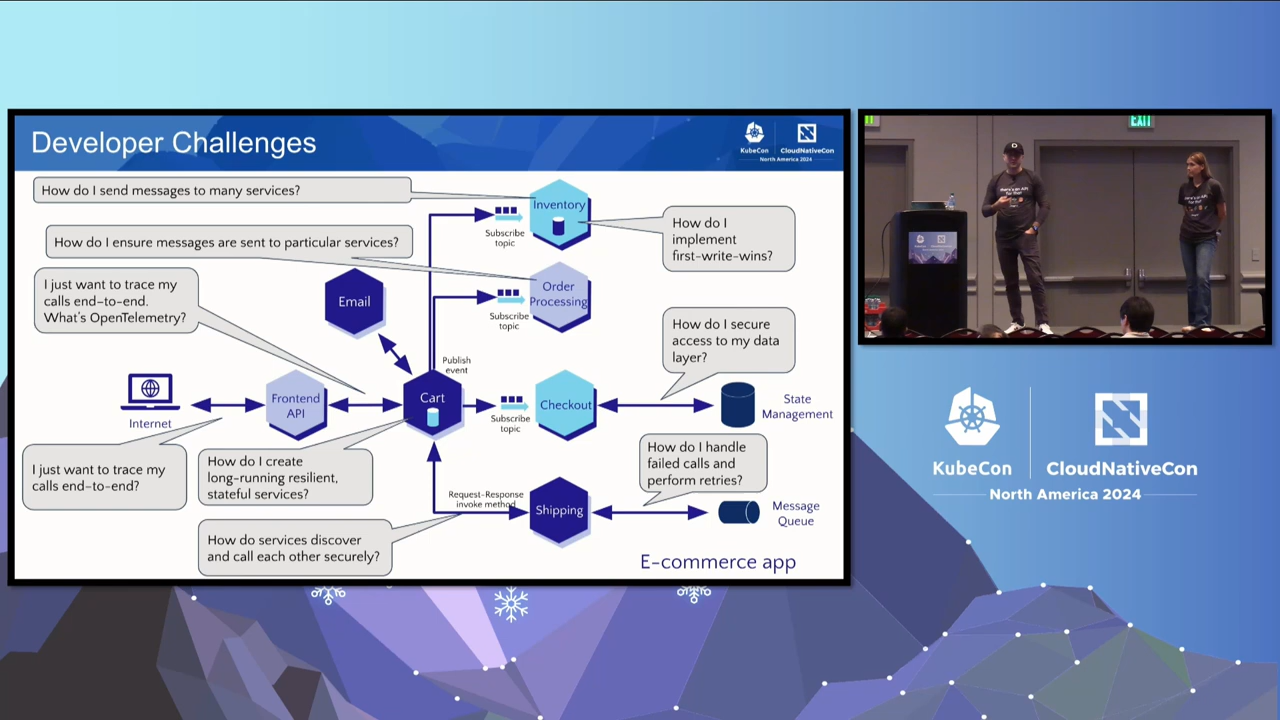 Developer Challenges
KubeCon
CloudNativeCon
North America 2024
How do I send messages to many services?
Inventory
Subscribe
topic
How do I
implement
first-write-wins?
How do I ensure messages are sent to particular services?
I just want to trace my
calls end-to-end.
What's OpenTelemetry?
Email
Order
Processing
Subscribe
topic
How do I secure
access to my data
layer?
Publish
event
Internet
Frontend
API
Cart
Subscribe
topic
Checkout
State
Management
I just want to trace my
calls end-to-end?
How do I create
long-running resilient,
stateful services?
How do I handle
failed calls and
perform retries?
Request-Response
invoke method
Shipping
Message
Queue
How do services discover
and call each other securely?
E-commerce app
EXIT
there's an API
for that
KubeCon
CloudNativeCon
North America 2024